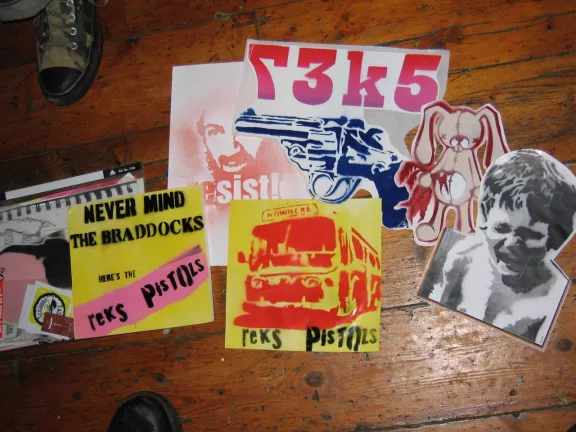 r3k5
esist!
NEVER MIND
THE BRADDOCKS
HERE'S THE
reKS PiSTOLS
NOWHERE
reKS PISTOLS